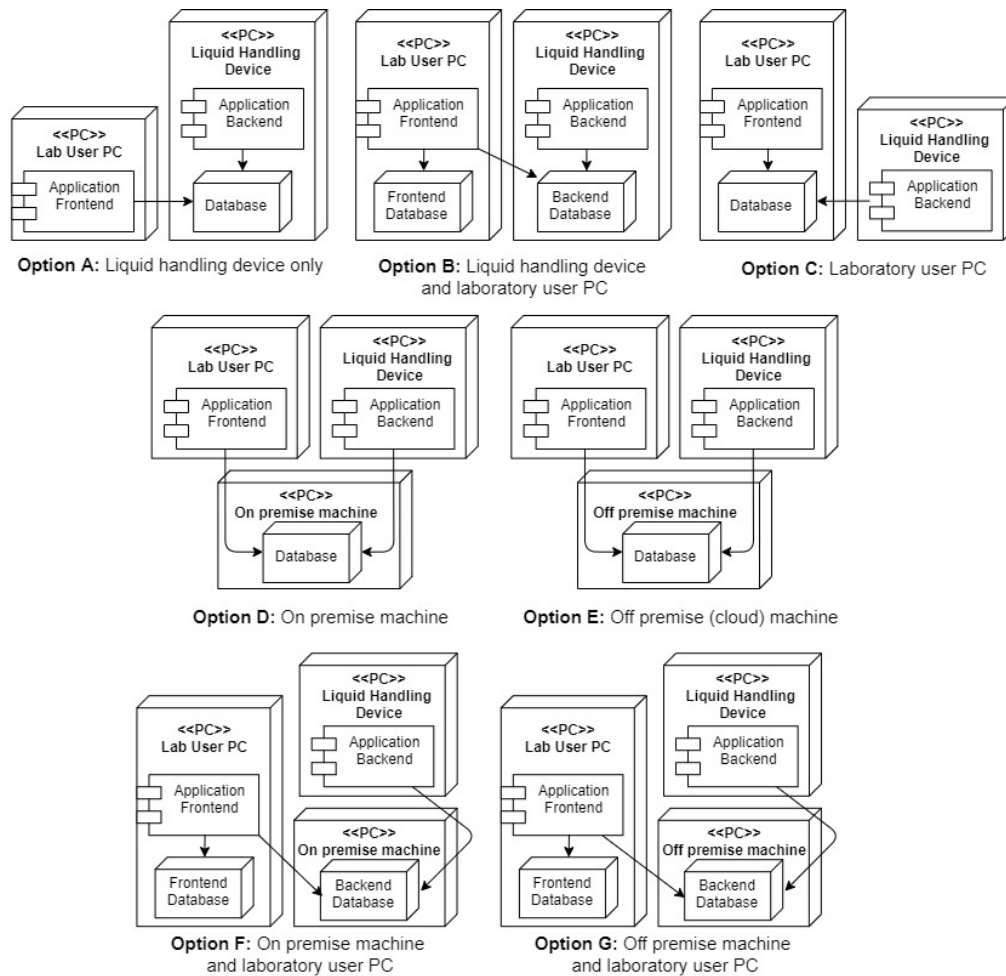 <<PC>>
Liquid Handling
Device
Application
Backend
Database
<<PC>>
Lab User PC
Application
Frontend
Option A: Liquid handling device only
<<PC>>
Lab User PC
Application
Frontend
Frontend
Database
<<PC>>
Liquid Handling
Device
Application
Backend
Backend
Database
Option B: Liquid handling device
and laboratory user PC
<<PC>>
Lab User PC
Application
Frontend
Database
<<PC>>
Liquid Handling
Device
Application
Backend
Option C: Laboratory user PC
<<PC>>
Lab User PC
Application
Frontend
<<PC>>
Liquid Handling
Device
Application
Backend
<<PC>>
On premise machine
Database
Option D: On premise machine
<<PC>>
Lab User PC
Application
Frontend
<<PC>>
Liquid Handling
Device
Application
Backend
<<PC>>
Off premise machine
Database
Option E: Off premise (cloud) machine
<<PC>>
Lab User PC
Application
Frontend
Frontend
Database
<<PC>>
Liquid Handling
Device
Application
Backend
<<PC>>
On premise machine
Backend
Database
Option F: On premise machine
and laboratory user PC
<<PC>>
Lab User PC
Application
Frontend
Frontend
Database
<<PC>>
Liquid Handling
Device
Application
Backend
<<PC>>
Off premise machine
Backend
Database
Option G: Off premise machine
and laboratory user PC